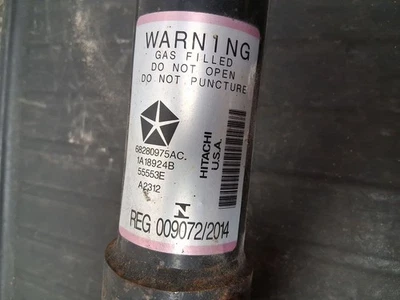 WARNING
GAS FILLED
DO NOT OPEN
DO NOT PUNCTURE
68280975AC.
1A18924B
55553E
A2312
HITACHI
U.S.A.
REG 009072/2014